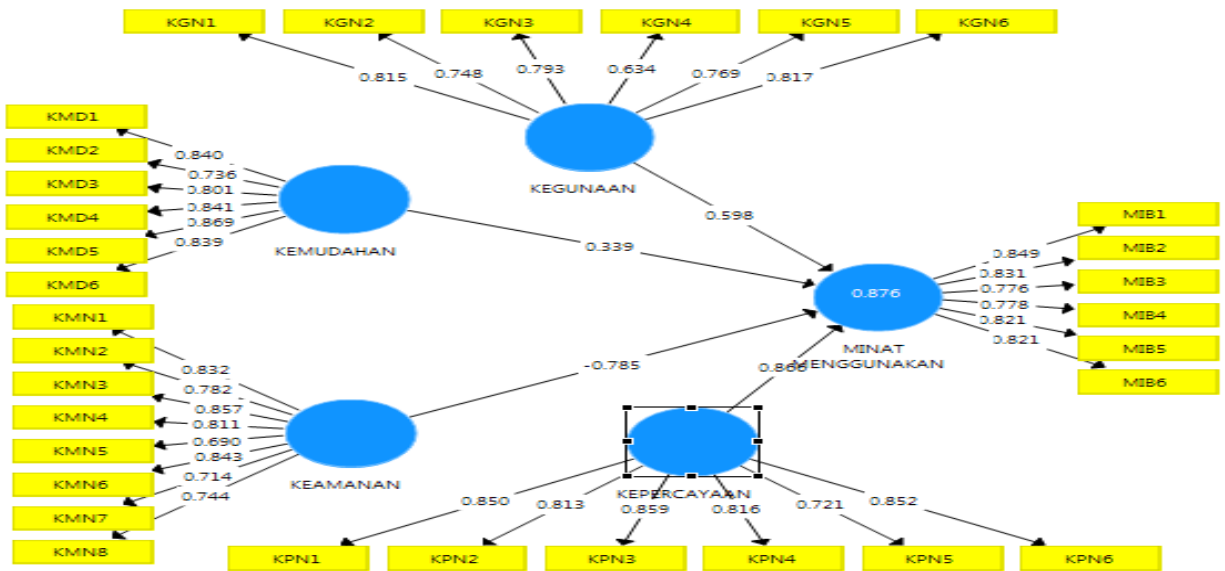 KGN1 KGN2 KGN3 KGN4 KGN5 KGN6
0.815 0.748 0.793 0.634 0.769 0.817
KEGUNAAN
KMD1
KMD2
KMD3
KMD4
KMD5
KMD6
0.840
0.736
0.801
0.841
0.869
0.839
KEMUDAHAN
0.598
0.339
KMN1
KMN2
KMN3
KMN4
KMN5
KMN6
KMN7
KMN8
0.832
0.782
0.857
0.811
0.690
0.843
0.714
0.744
KEAMANAN
-0.785
0.876
MINAT
MENGGUNAKAN
0.849
0.831
0.776
0.778
0.821
0.821
MIB1
MIB2
MIB3
MIB4
MIB5
MIB6
KEPERCAYAAN
0.850 0.813 0.859 0.816 0.721 0.852
KPN1 KPN2 KPN3 KPN4 KPN5 KPN6